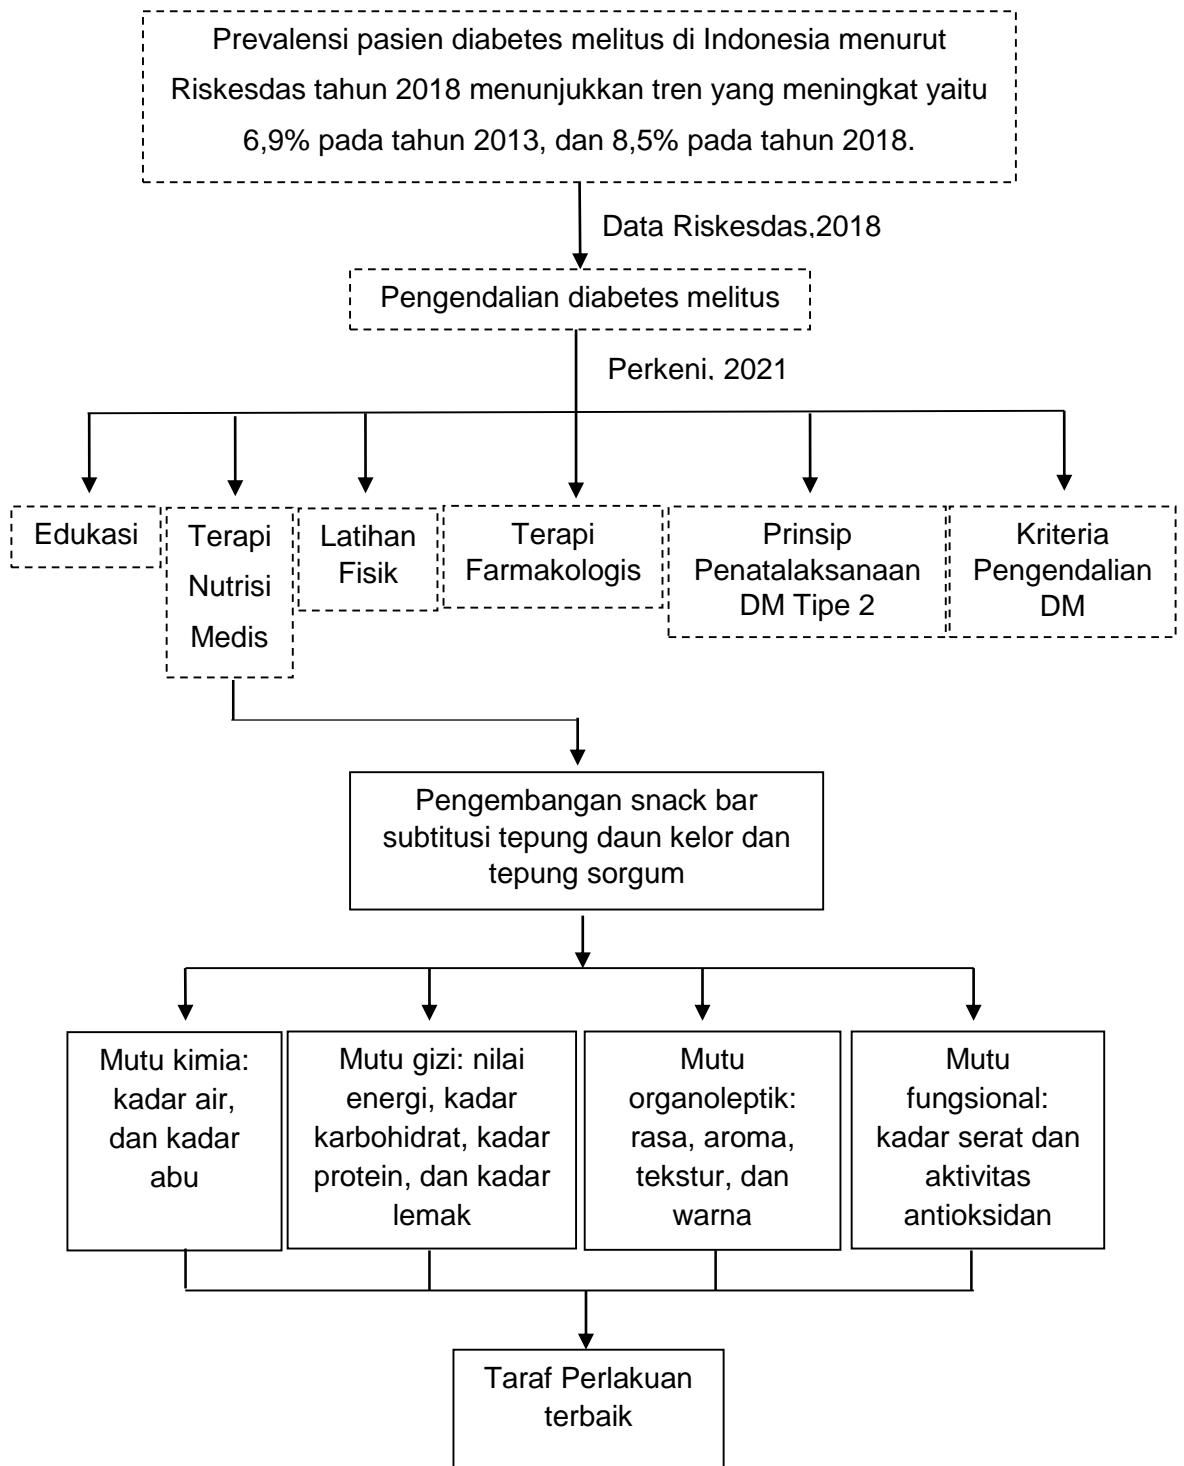 Prevalensi pasien diabetes melitus di Indonesia menurut
Riskesdas tahun 2018 menunjukkan tren yang meningkat yaitu
6,9% pada tahun 2013, dan 8,5% pada tahun 2018.
Data Riskesdas,2018
Pengendalian diabetes melitus
Perkeni, 2021
Edukasi
Terapi
Nutrisi
Medis
Latihan
Fisik
Terapi
Farmakologis
Prinsip
Penatalaksanaan
DM Tipe 2
Kriteria
Pengendalian
DM
Pengembangan snack bar
subtitusi tepung daun kelor dan
tepung sorgum
Mutu kimia:
kadar air,
dan kadar
abu
Mutu gizi: nilai
energi, kadar
karbohidrat, kadar
protein, dan kadar
lemak
Mutu
organoleptik:
rasa, aroma,
tekstur, dan
warna
Mutu
fungsional:
kadar serat dan
aktivitas
antioksidan
Taraf Perlakuan
terbaik